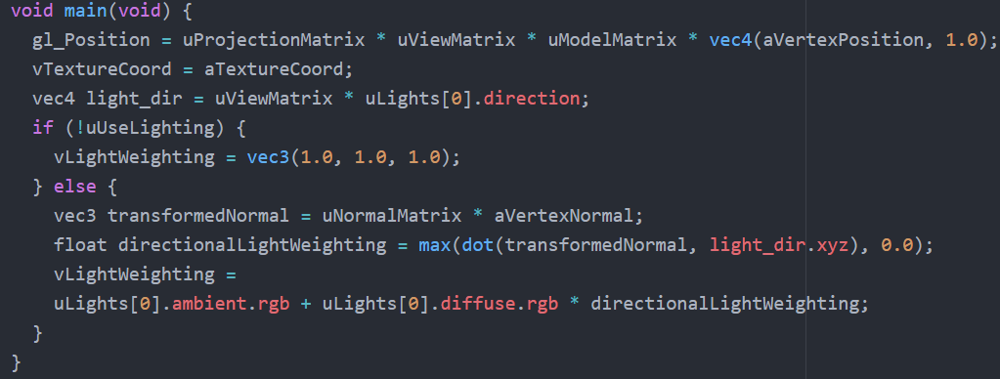 void main(void) {
  gl_Position = uProjectionMatrix * uViewMatrix * uModelMatrix * vec4(aVertexPosition, 1.0);
  vTextureCoord = aTextureCoord;
  vec4 light_dir = uViewMatrix * uLights[0].direction;
  if (!uUseLighting) {
    vLightWeighting = vec3(1.0, 1.0, 1.0);
  } else {
    vec3 transformedNormal = uNormalMatrix * aVertexNormal;
    float directionalLightWeighting = max(dot(transformedNormal, light_dir.xyz), 0.0);
    vLightWeighting =
    uLights[0].ambient.rgb + uLights[0].diffuse.rgb * directionalLightWeighting;
  }
}